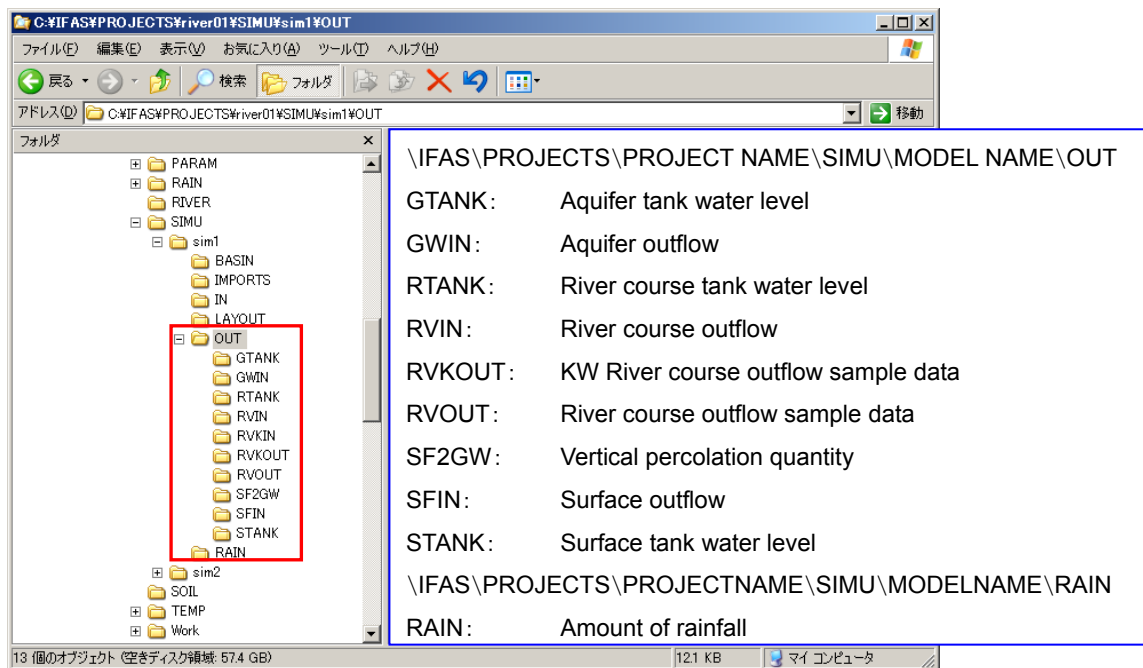 C:¥IFAS¥PROJECTS¥river01¥SIMU¥sim1¥OUT
ファイル(F) 編集(E) 表示(V) お気に入り(A) ツール(T) ヘルプ(H)
戻る 検索 フォルダ
アドレス(D) C:¥IFAS¥PROJECTS¥river01¥SIMU¥sim1¥OUT 移動
フォルダ ×
PARAM
RAIN
RIVER
SIMU
sim1
BASIN
IMPORTS
IN
LAYOUT
OUT
GTANK
GWIN
RTANK
RVIN
RVKIN
RVKOUT
RVOUT
SF2GW
SFIN
STANK
RAIN
sim2
SOIL
TEMP
Work
13 個のオブジェクト (空きディスク領域: 57.4 GB) 12.1 KB マイ コンピュータ
\IFAS\PROJECTS\PROJECT NAME\SIMU\MODEL NAME\OUT
GTANK: Aquifer tank water level
GWIN: Aquifer outflow
RTANK: River course tank water level
RVIN: River course outflow
RVKOUT: KW River course outflow sample data
RVOUT: River course outflow sample data
SF2GW: Vertical percolation quantity
SFIN: Surface outflow
STANK: Surface tank water level
\IFAS\PROJECTS\PROJECTNAME\SIMU\MODELNAME\RAIN
RAIN: Amount of rainfall